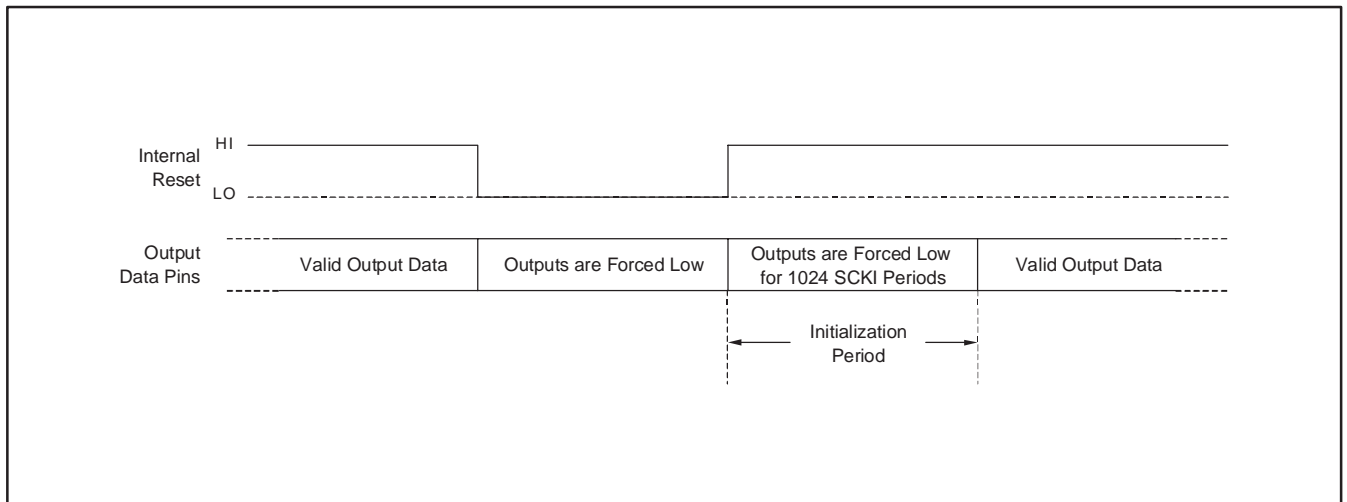 Internal
Reset
HI
LO
Output
Data Pins
Valid Output Data
Outputs are Forced Low
Outputs are Forced Low
for 1024 SCKI Periods
Valid Output Data
Initialization
Period